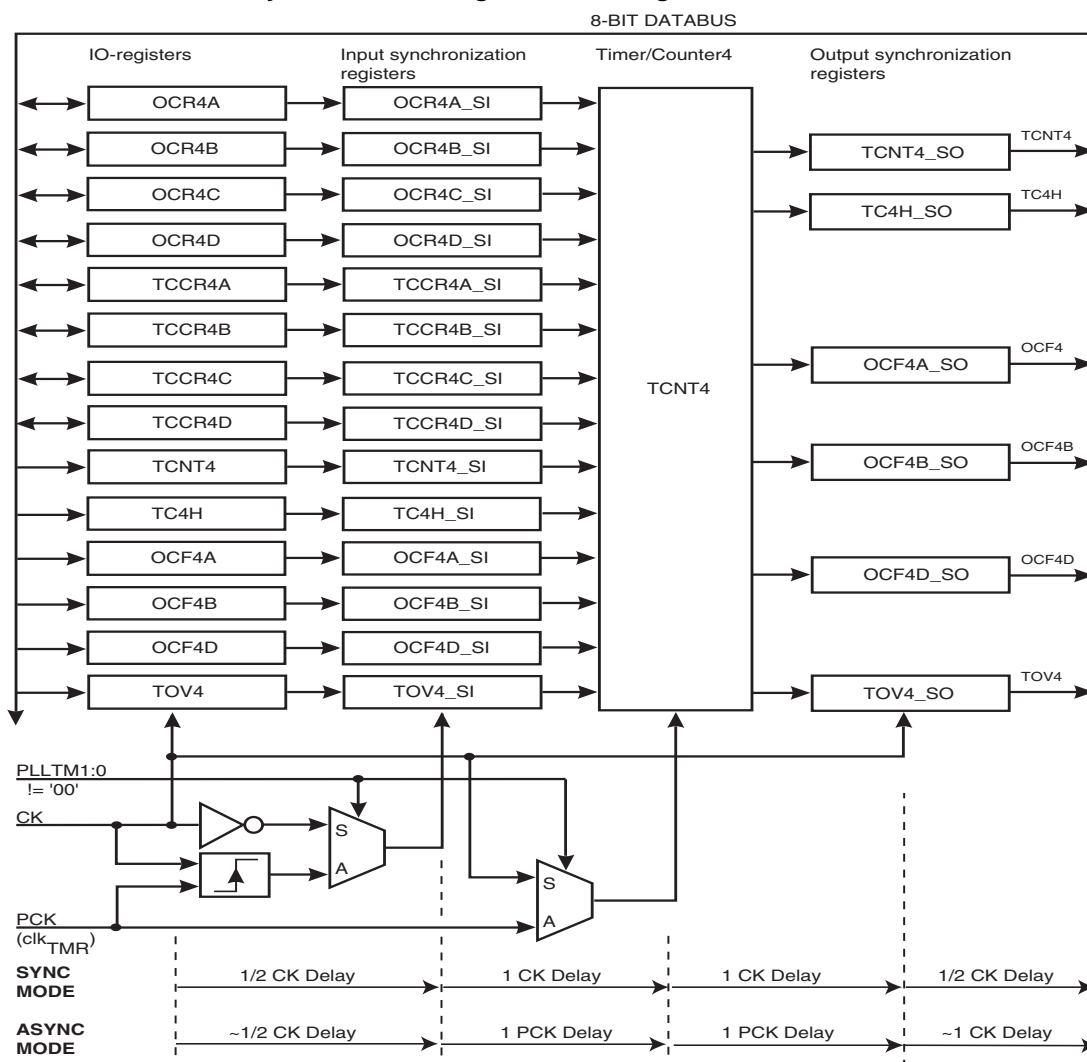 8-BIT DATABUS
IO-registers
Input synchronization
registers
Timer/Counter4
Output synchronization
registers
OCR4A
OCR4A_SI
OCR4B
OCR4B_SI
TCNT4_SO
TCNT4
OCR4C
OCR4C_SI
TC4H_SO
TC4H
OCR4D
OCR4D_SI
TCCR4A
TCCR4A_SI
TCCR4B
TCCR4B_SI
TCCR4C
TCCR4C_SI
TCNT4
OCF4A_SO
OCF4
TCCR4D
TCCR4D_SI
TCNT4
TCNT4_SI
OCF4B_SO
OCF4B
TC4H
TC4H_SI
OCF4A
OCF4A_SI
OCF4D_SO
OCF4D
OCF4B
OCF4B_SI
OCF4D
OCF4D_SI
TOV4
TOV4_SI
TOV4_SO
TOV4
PLLTM1:0
!= '00'
CK
S
A
S
A
PCK
(clkTMR)
SYNC
MODE
1/2 CK Delay
1 CK Delay
1 CK Delay
1/2 CK Delay
ASYNC
MODE
~1/2 CK Delay
1 PCK Delay
1 PCK Delay
~1 CK Delay